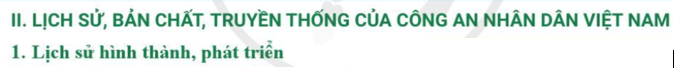 II. LỊCH SỬ, BẢN CHẤT, TRUYỀN THỐNG CỦA CÔNG AN NHÂN DÂN VIỆT NAM
1. Lịch sử hình thành, phát triển